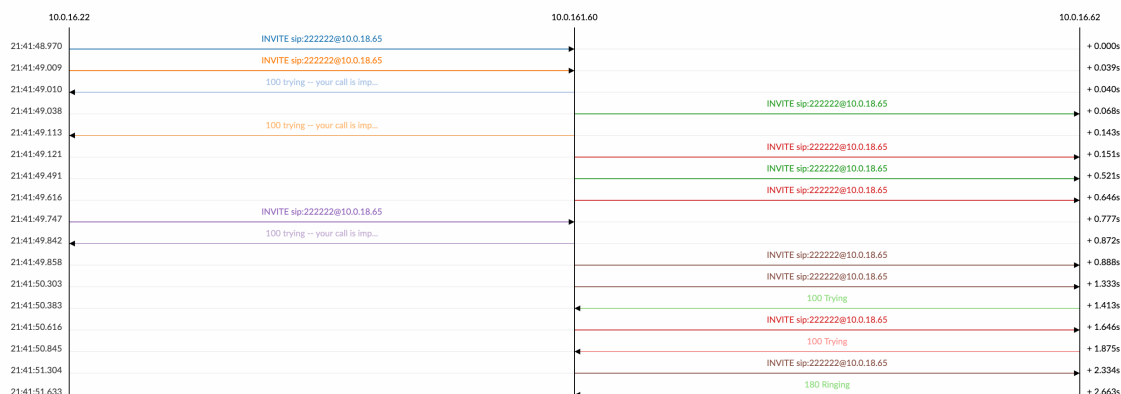 10.0.16.22 10.0.161.60 10.0.16.62
INVITE sip:222222@10.0.18.65
21:41:48.970 + 0.000s
INVITE sip:222222@10.0.18.65
21:41:49.009 + 0.039s
100 trying -- your call is imp...
21:41:49.010 + 0.040s
INVITE sip:222222@10.0.18.65
21:41:49.038 + 0.068s
100 trying -- your call is imp...
21:41:49.113 + 0.143s
INVITE sip:222222@10.0.18.65
21:41:49.121 + 0.151s
INVITE sip:222222@10.0.18.65
21:41:49.491 + 0.521s
INVITE sip:222222@10.0.18.65
21:41:49.616 + 0.646s
INVITE sip:222222@10.0.18.65
21:41:49.747 + 0.777s
100 trying -- your call is imp...
21:41:49.842 + 0.872s
INVITE sip:222222@10.0.18.65
21:41:49.858 + 0.888s
INVITE sip:222222@10.0.18.65
21:41:50.303 + 1.333s
100 Trying
21:41:50.383 + 1.413s
INVITE sip:222222@10.0.18.65
21:41:50.616 + 1.646s
100 Trying
21:41:50.845 + 1.875s
INVITE sip:222222@10.0.18.65
21:41:51.304 + 2.334s
180 Ringing
21:41:51.633 + 2.663s